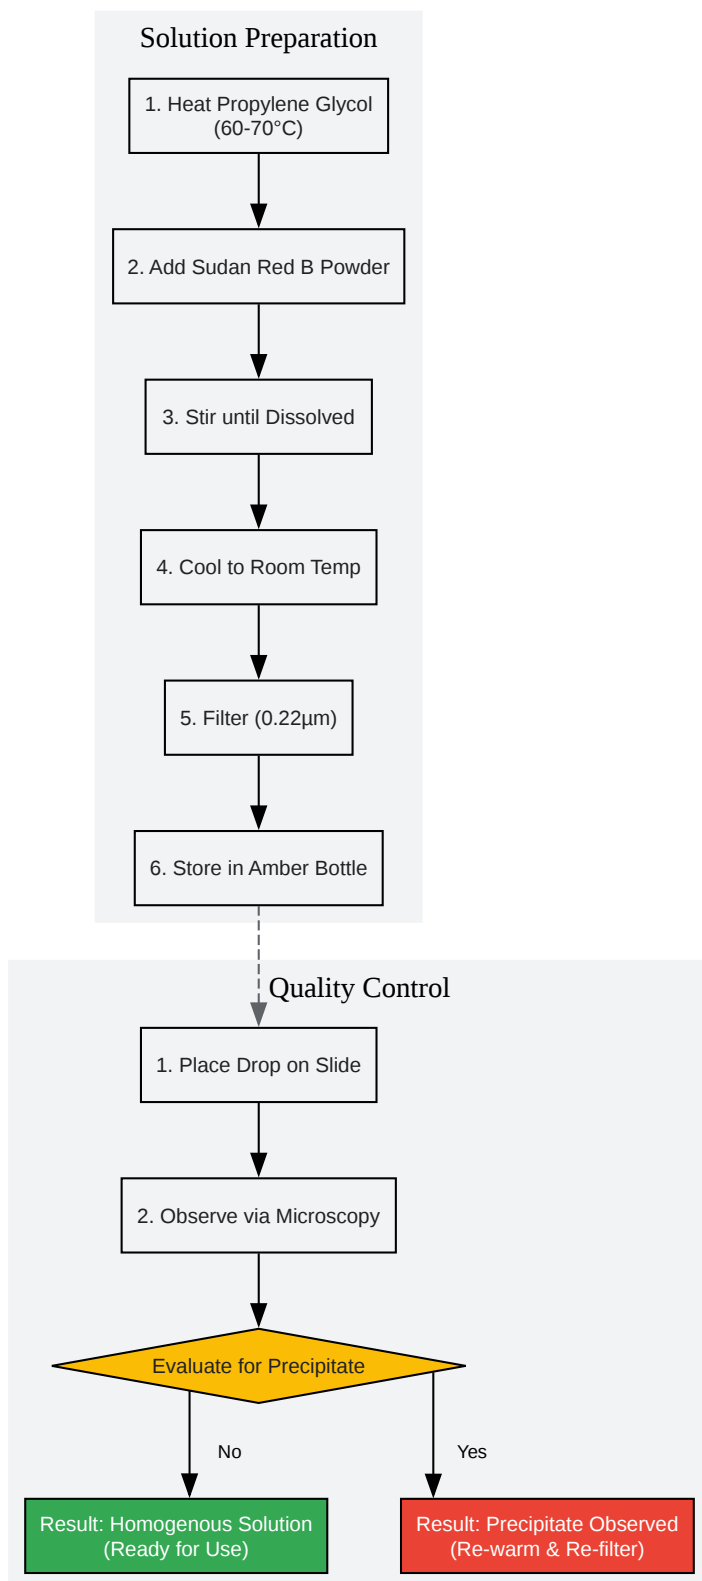 Solution Preparation
1. Heat Propylene Glycol
(60-70°C)
2. Add Sudan Red B Powder
3. Stir until Dissolved
4. Cool to Room Temp
5. Filter (0.22µm)
6. Store in Amber Bottle
Quality Control
1. Place Drop on Slide
2. Observe via Microscopy
Evaluate for Precipitate
No
Yes
Result: Homogenous Solution
(Ready for Use)
Result: Precipitate Observed
(Re-warm & Re-filter)